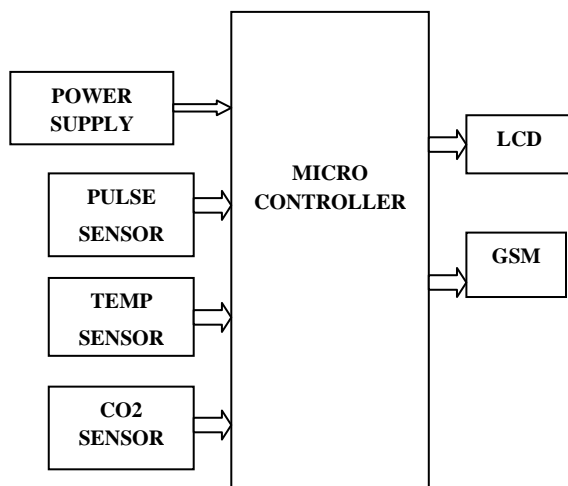 POWER
SUPPLY
PULSE
SENSOR
TEMP
SENSOR
CO2
SENSOR
MICRO
CONTROLLER
LCD
GSM